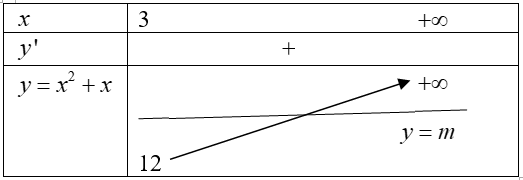 x 3 +∞
y' +
y = x² + x +∞
y = m
12